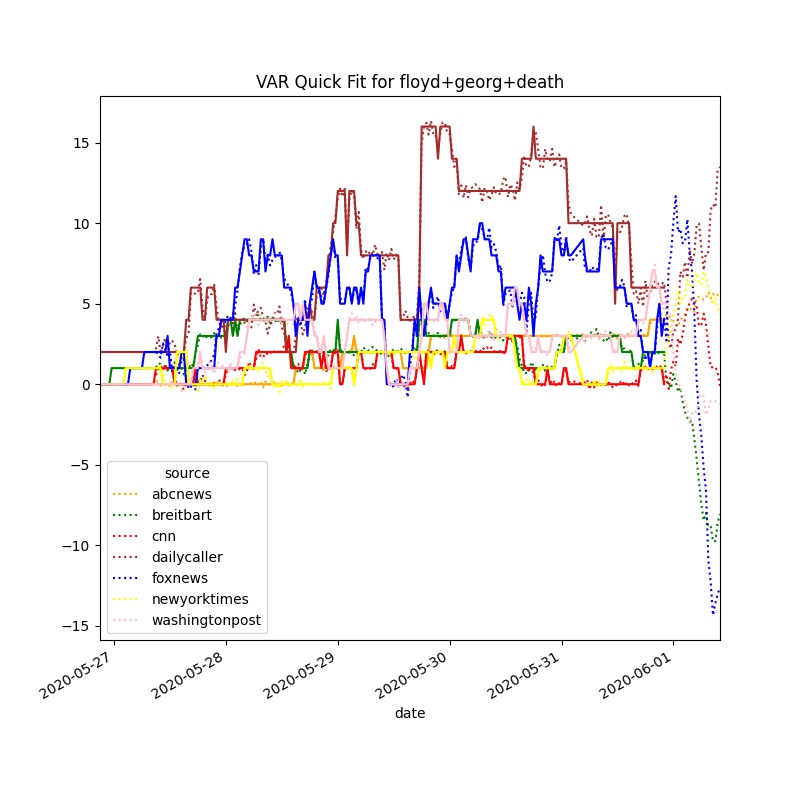 VAR Quick Fit for floyd+georg+death
15
10
5
0
−5
−10
−15
source
abcnews
breitbart
cnn
dailycaller
foxnews
newyorktimes
washingtonpost
2020-05-27
2020-05-28
2020-05-29
2020-05-30
2020-05-31
2020-06-01
date